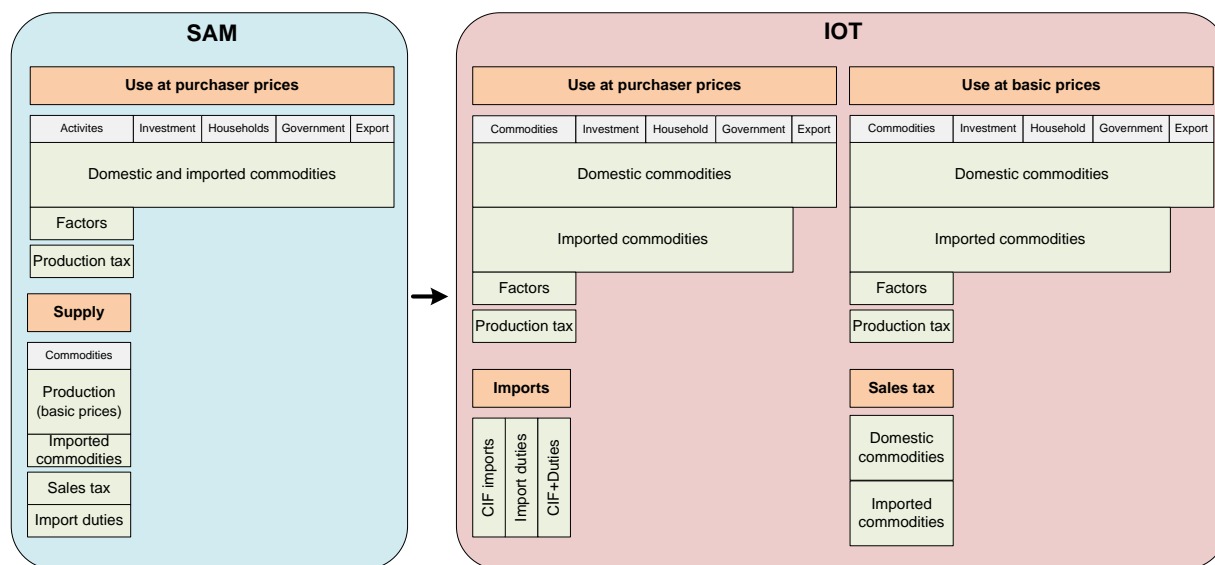 SAM
Use at purchaser prices
Activites
Investment
Households
Government
Export
Domestic and imported commodities
Factors
Production tax
Supply
Commodities
Production
(basic prices)
Imported
commodities
Sales tax
Import duties
IOT
Use at purchaser prices
Commodities
Investment
Household
Government
Export
Domestic commodities
Imported commodities
Factors
Production tax
Imports
CIF imports
Import duties
CIF+Duties
Use at basic prices
Commodities
Investment
Household
Government
Export
Domestic commodities
Imported commodities
Factors
Production tax
Sales tax
Domestic
commodities
Imported
commodities